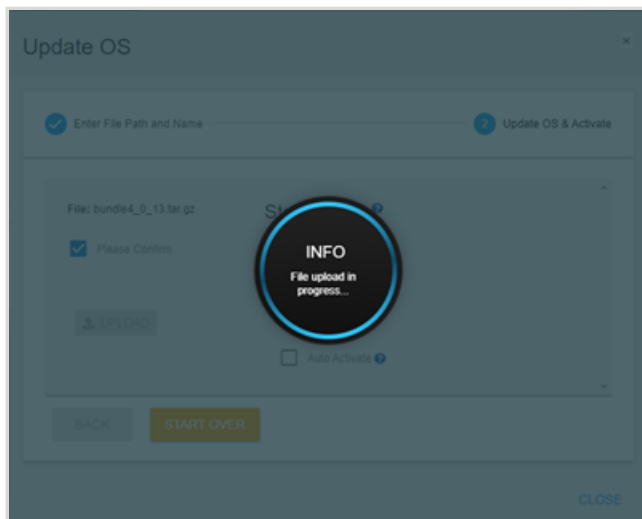 Update OS
×
Enter File Path and Name
2 Update OS & Activate
File: bundle4_0_13.tar.gz
Please Confirm
INFO
File upload in
progress...
UPLOAD
Auto Activate ?
BACK
START OVER
CLOSE